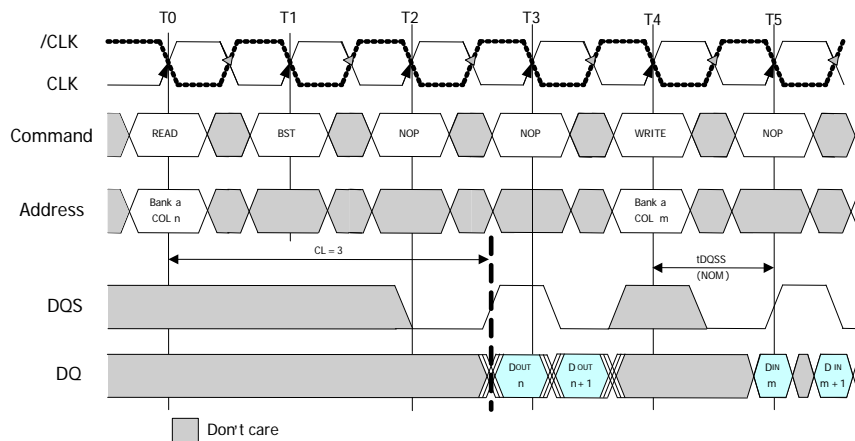 T0 T1 T2 T3 T4 T5
/CLK
CLK
Command READ BST NOP NOP WRITE NOP
Address Bank a COL n Bank a COL m
CL = 3
tDQSS
(NOM)
DQS
DQ DOUT n DOUT n + 1 DIN m DIN m + 1
Don't care